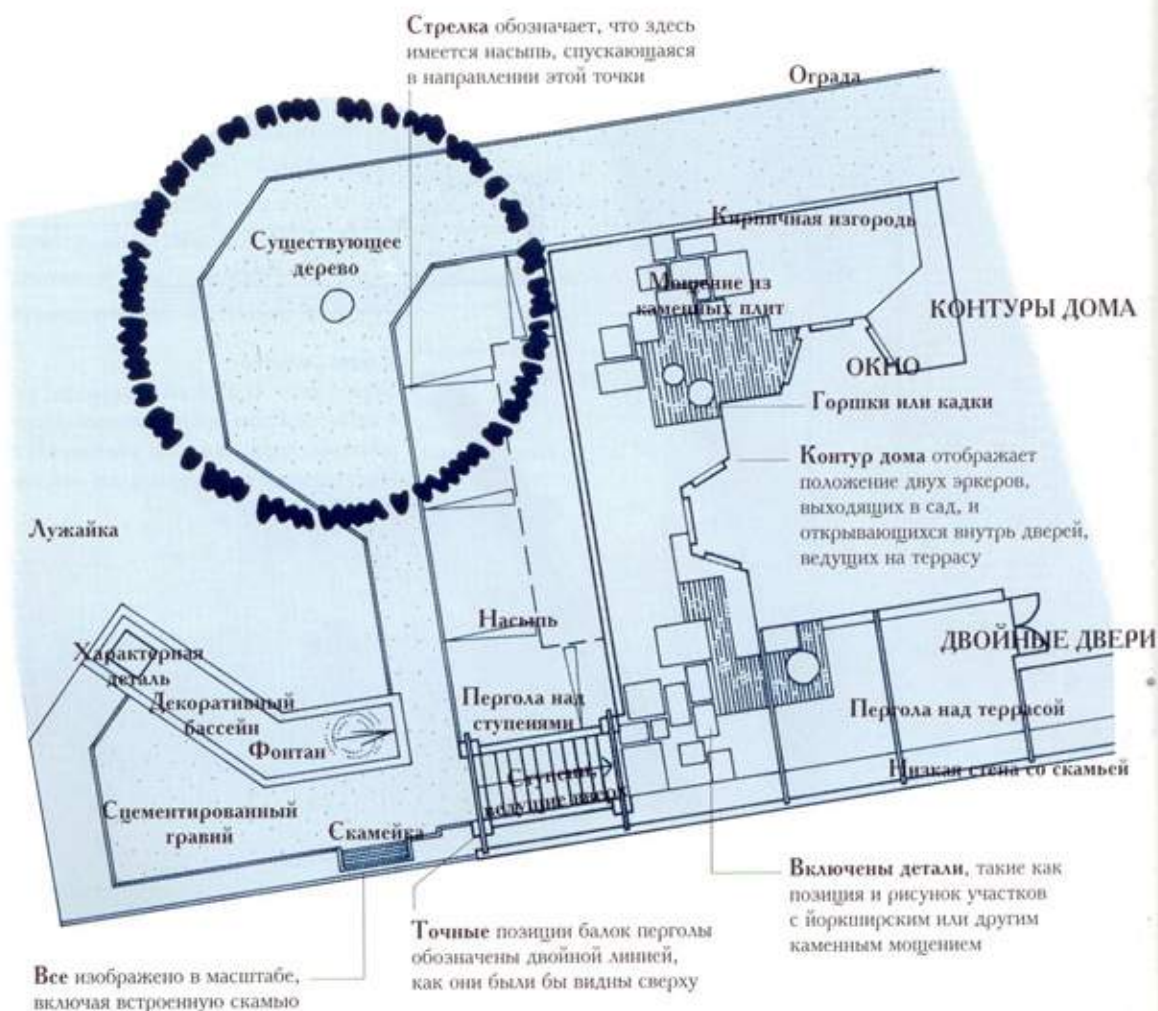 Стрелка обозначает, что здесь
имеется насыпь, спускающаяся
в направлении этой точки
Ограда
Кирпичная изгородь
Существующее
дерево
Мощение из
каменных плит
КОНТУРЫ ДОМА
ОКНО
Горшки или кадки
Контур дома отображает
положение двух эркеров,
выходящих в сад, и
открывающихся внутрь дверей,
ведущих на террасу
Лужайка
Насыпь
ДВОЙНЫЕ ДВЕРИ
Характерная
деталь
Декоративный
бассейн
Фонтан
Пергола над
ступенями
Пергола над террасой
Ступени,
ведущие вверх
Низкая стена со скамьей
Сцементированный
гравий
Скамейка
Включены детали, такие как
позиция и рисунок участков
с йоркширским или другим
каменным мощением
Точные позиции балок перголы
обозначены двойной линией,
как они были бы видны сверху
Все изображено в масштабе,
включая встроенную скамью